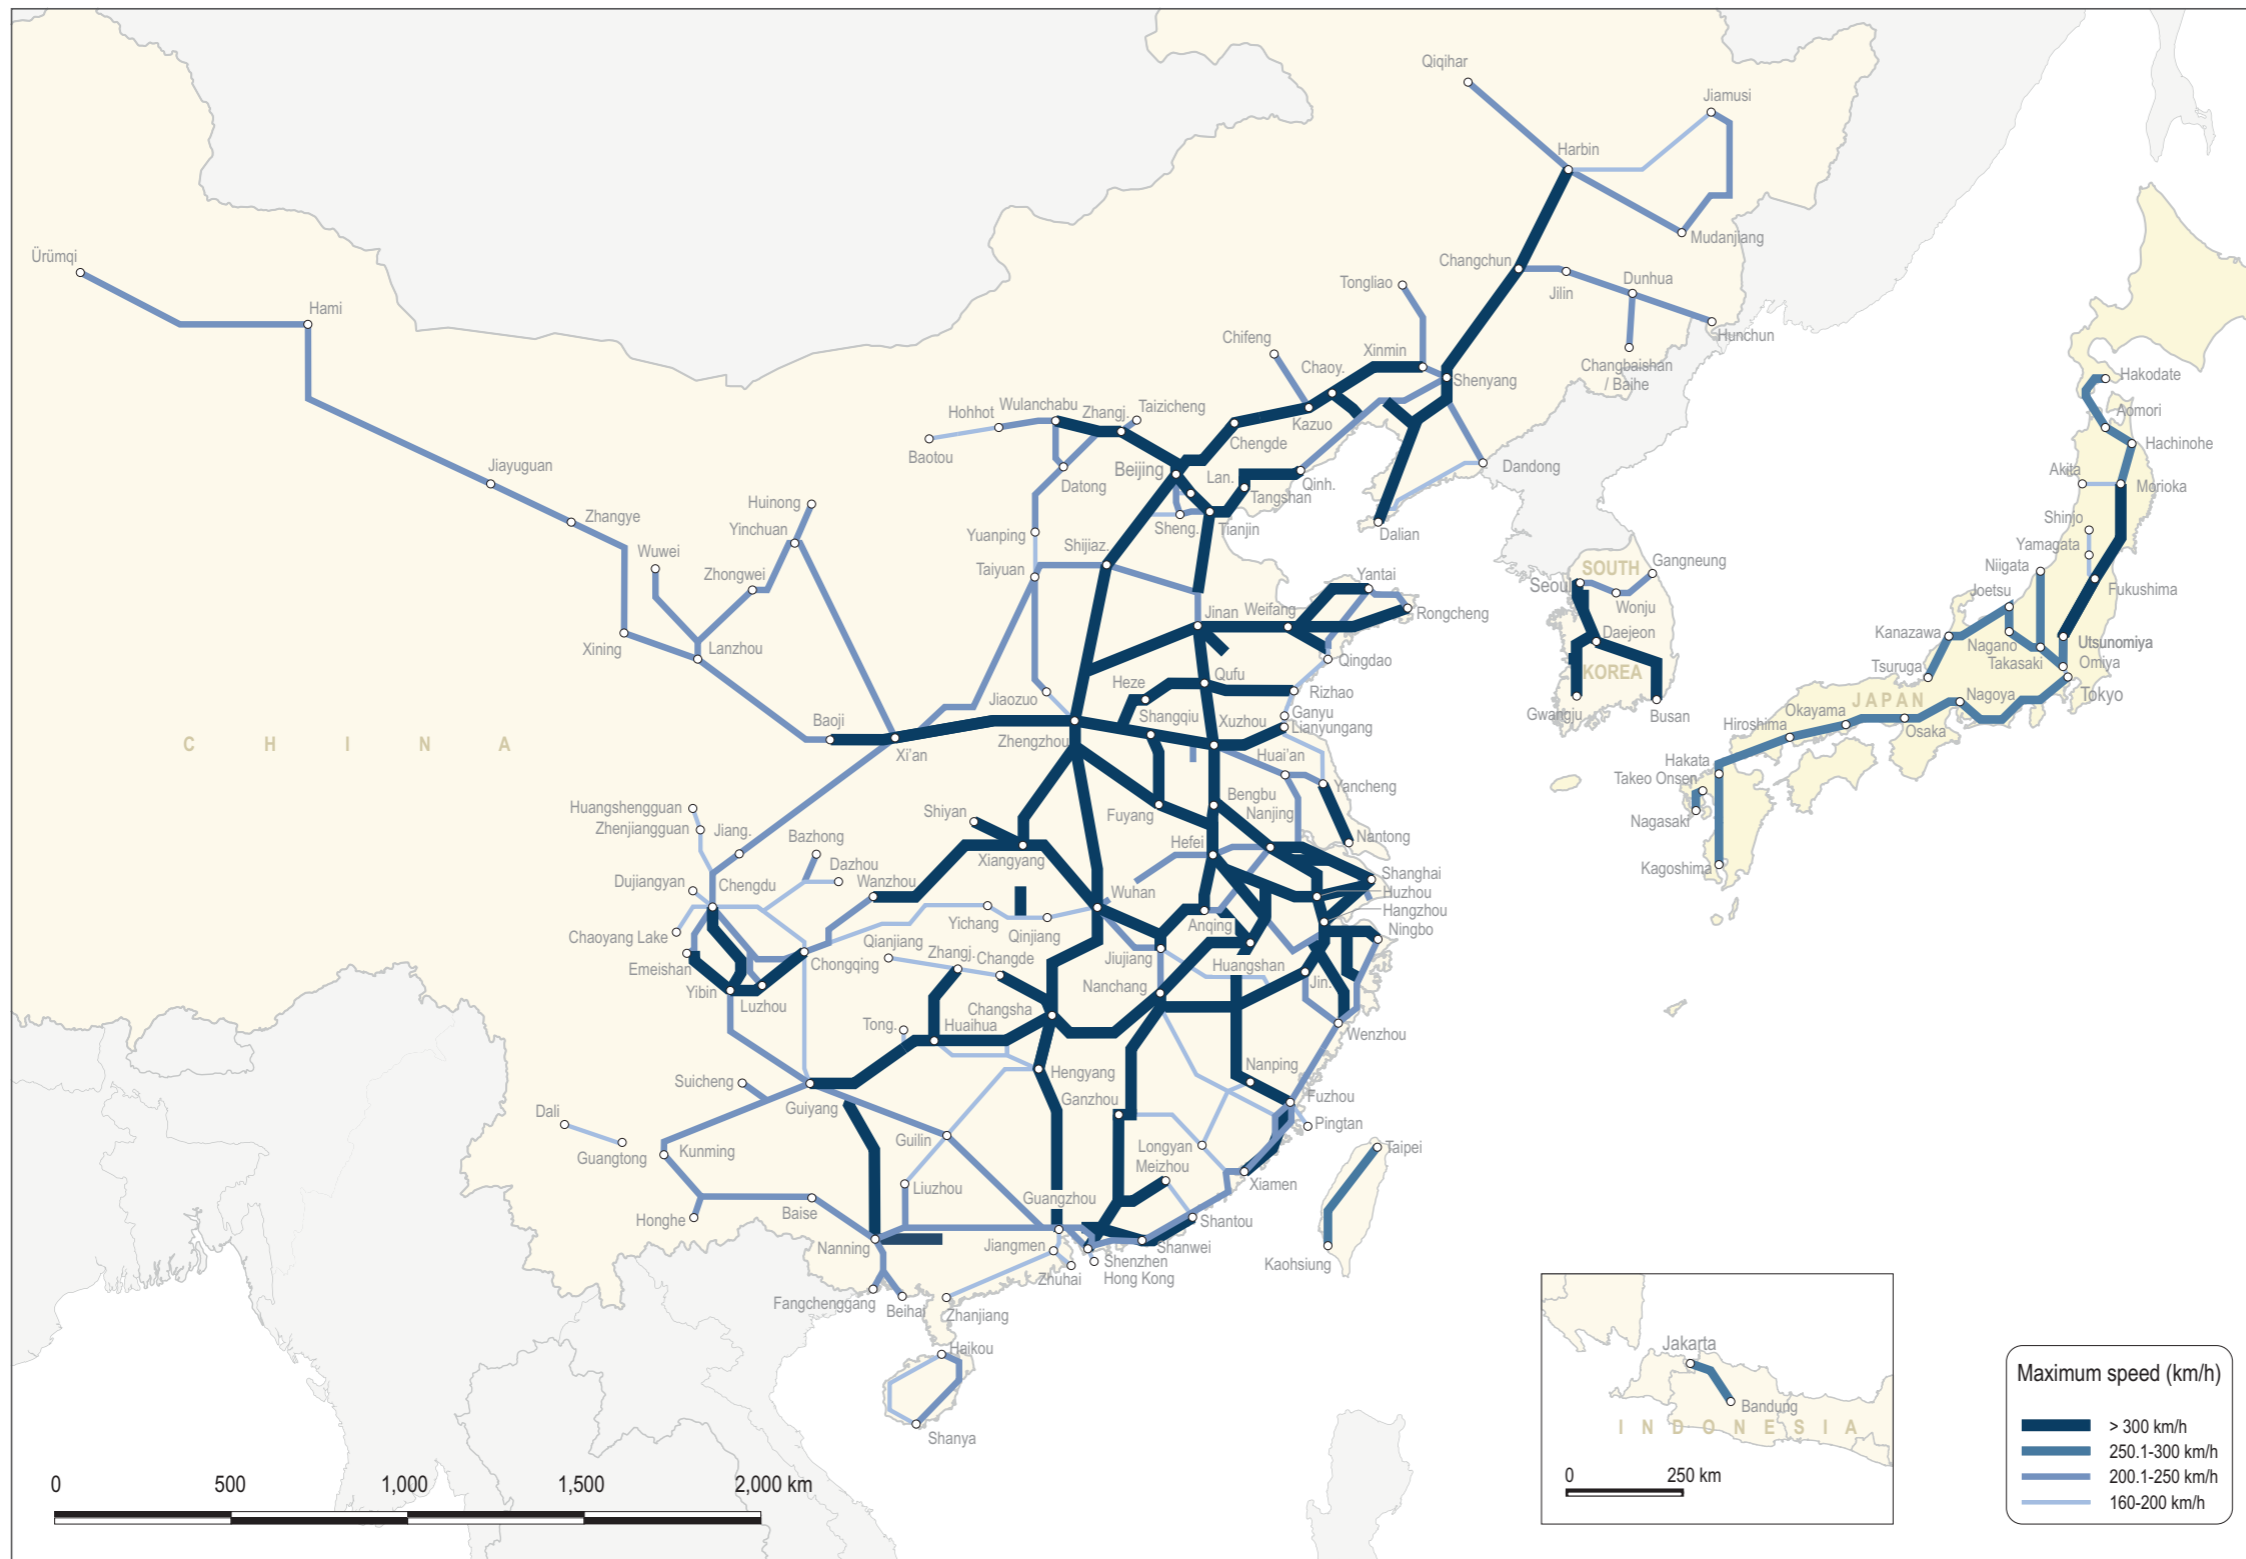 Qiqihar
Jiamusi
Harbin
Mudanjiang
Ürümqi
Hami
Changchun
Jilin
Dunhua
Hunchun
Changbaishan
/ Baihe
Tongliao
Chifeng
Xinmin
Chaoy.
Shenyang
Kazuo
Chengde
Hohhot
Wulanchabu
Zhangj.
Taizicheng
Baotou
Beijing
Datong
Lan.
Tangshan
Qinh.
Dandong
Dalian
Sheng.
Tianjin
Jiayuguan
Zhangye
Huinong
Yinchuan
Wuwei
Zhongwei
Yuanping
Taiyuan
Shijiaz.
Xining
Lanzhou
Jinan
Weifang
Yantai
Rongcheng
Qingdao
Jiaozuo
Heze
Qufu
Rizhao
Ganyu
Lianyungang
Shangqiu
Xuzhou
Baoji
Xi'an
Zhengzhou
Huai'an
Yancheng
CHINA
Hakodate
Aomori
Hachinohe
Akita
Morioka
Shinjo
Yamagata
Niigata
Fukushima
Joetsu
Kanazawa
Nagano
Takasaki
Utsunomiya
Omiya
Tsuruga
Tokyo
JAPAN
Nagoya
Okayama
Hiroshima
Osaka
Hakata
Takeo Onsen
Nagasaki
Kagoshima
SOUTH
KOREA
Seoul
Gangneung
Wonju
Daejeon
Gwangju
Busan
Huangshengguan
Zhenjiangguan
Jiang.
Bazhong
Dazhou
Wanzhou
Dujiangyan
Chengdu
Chaoyang Lake
Emeishan
Yibin
Luzhou
Chongqing
Shiyan
Xiangyang
Fuyang
Bengbu
Nanjing
Nantong
Hefei
Shanghai
Huzhou
Hangzhou
Ningbo
Wuhan
Yichang
Qinjiang
Anqing
Qianjiang
Zhangj.
Changde
Jiujiang
Huangshan
Jin.
Nanchang
Changsha
Tong.
Huaihua
Wenzhou
Hengyang
Nanping
Ganzhou
Fuzhou
Pingtan
Suicheng
Guiyang
Dali
Guangtong
Kunming
Guilin
Longyan
Meizhou
Taipei
Liuzhou
Guangzhou
Xiamen
Honghe
Baise
Shantou
Nanning
Jiangmen
Shanwei
Kaohsiung
Shenzhen
Hong Kong
Zhuhai
Fangchenggang
Beihai
Zhanjiang
Haikou
Shanya
Jakarta
Bandung
INDONESIA
0
250 km
Maximum speed (km/h)
> 300 km/h
250.1-300 km/h
200.1-250 km/h
160-200 km/h
0
500
1,000
1,500
2,000 km